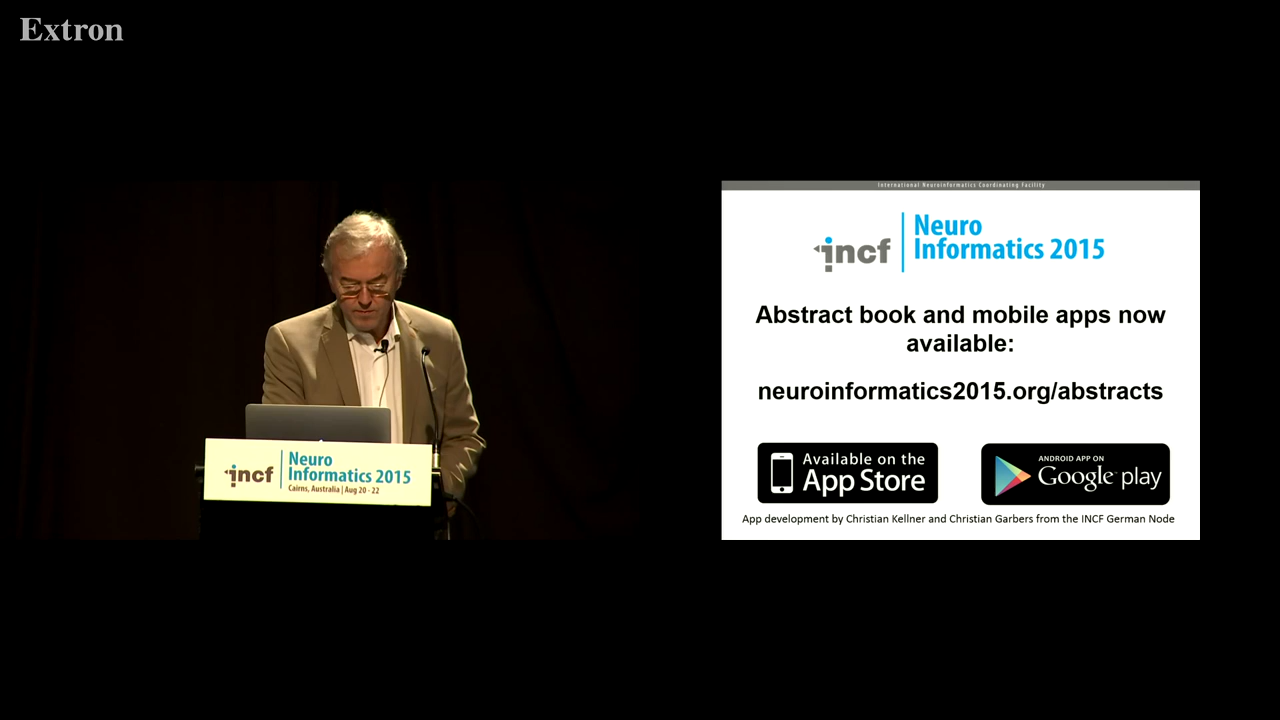 Extron
International Neuroinformatics Coordinating Facility
incf
Neuro
Informatics 2015
Abstract book and mobile apps now
available:
neuroinformatics2015.org/abstracts
Available on the
App Store
ANDROID APP ON
Google play
App development by Christian Kellner and Christian Garbers from the INCF German Node
incf
Neuro
Informatics 2015
Cairns, Australia | Aug 20 - 22